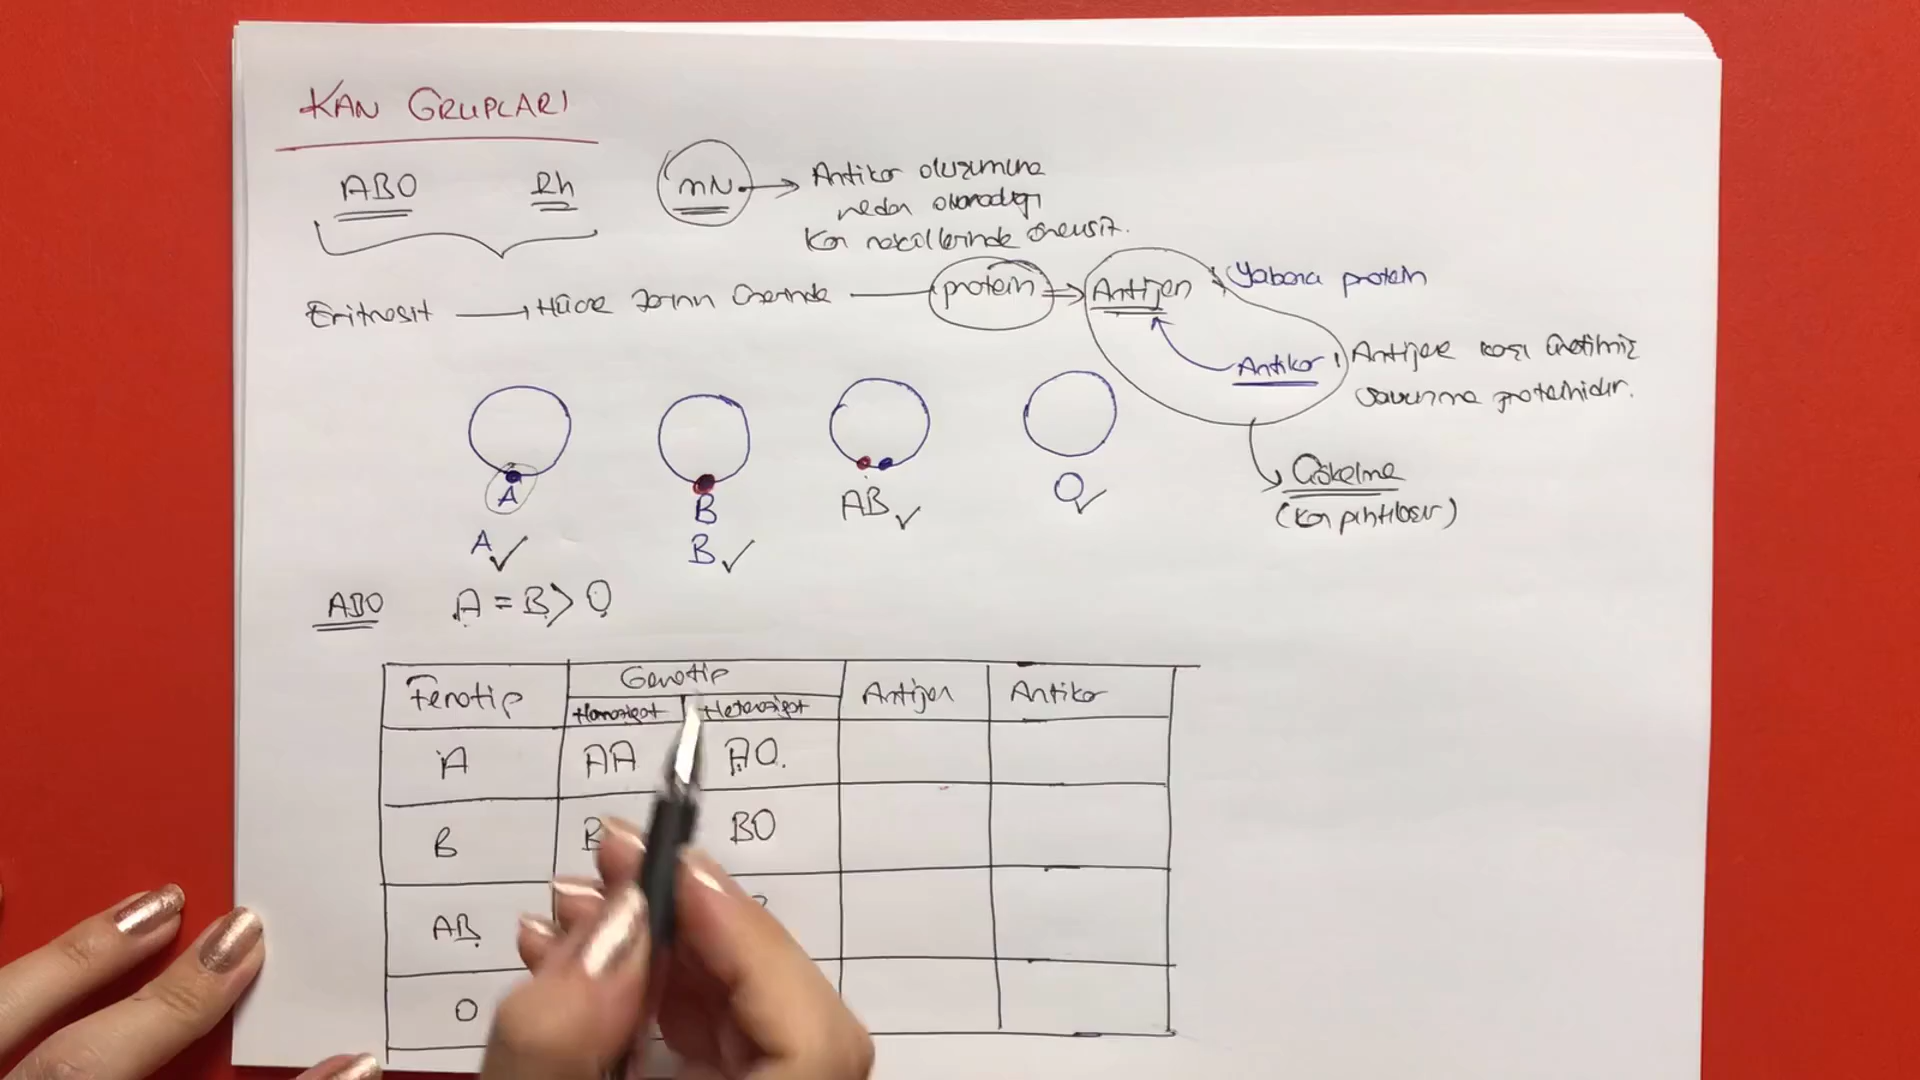 KAN GRUPLARI
ABO Rh MN → Antikor oluşumuna
neden olmadığı
Kan nakillerinde önemsiz.
Eritrosit → Hücre zarının üzerinde — protein ⇒ Antijen : Yabancı protein
Antikor : Antijene karşı üretilmiş
savunma proteinidir.
A B AB O
A B
Çökelme
(Kan pıhtılaşır)
ABO A = B > O
Fenotip Genotip Antijen Antikor
Homozigot Heterozigot
A AA AO
B B BO
AB
O